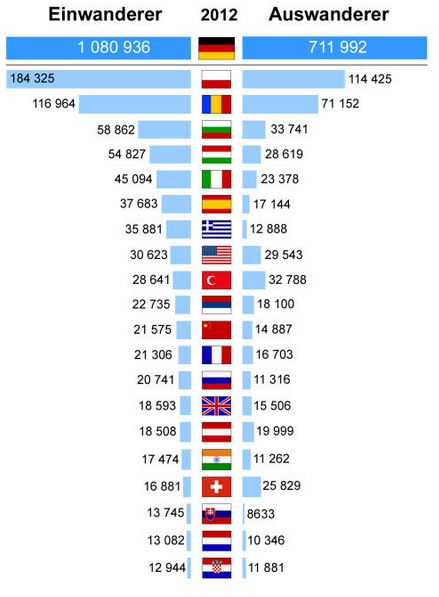 Einwanderer 2012 Auswanderer
1 080 936 711 992
184 325 114 425
116 964 71 152
58 862 33 741
54 827 28 619
45 094 23 378
37 683 17 144
35 881 12 888
30 623 29 543
28 641 32 788
22 735 18 100
21 575 14 887
21 306 16 703
20 741 11 316
18 593 15 506
18 508 19 999
17 474 11 262
16 881 25 829
13 745 8633
13 082 10 346
12 944 11 881